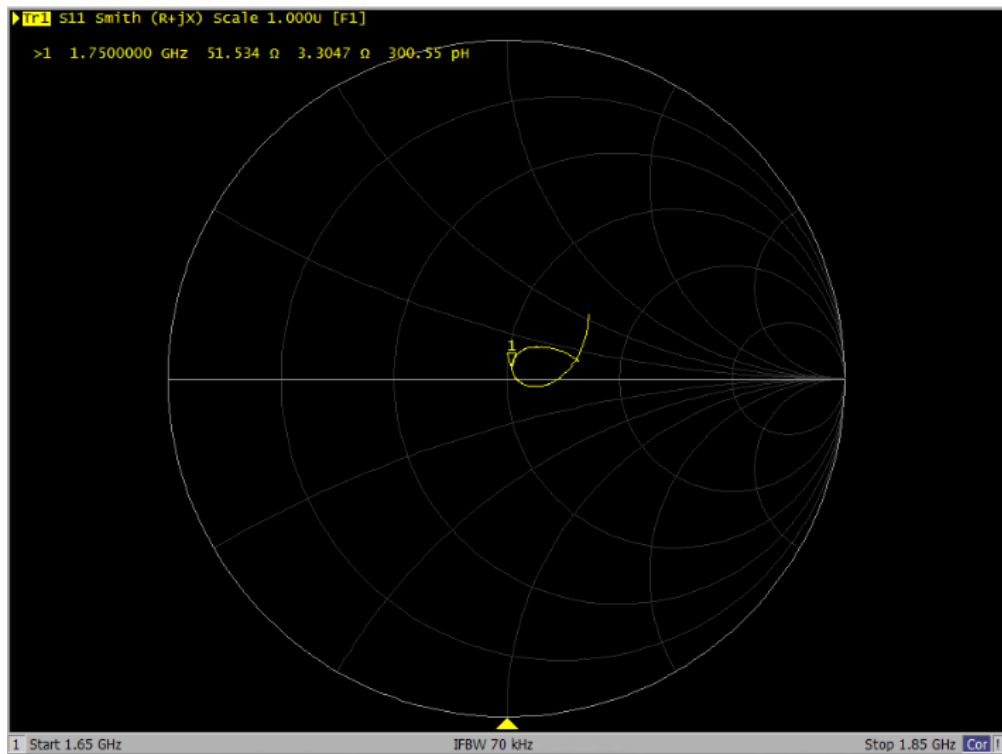 Tr1 S11 Smith (R+jX) Scale 1.000U [F1]
>1 1.7500000 GHz 51.534 Ω 3.3047 Ω 300.55 pH
1
1 Start 1.65 GHz IFBW 70 kHz Stop 1.85 GHz Cor